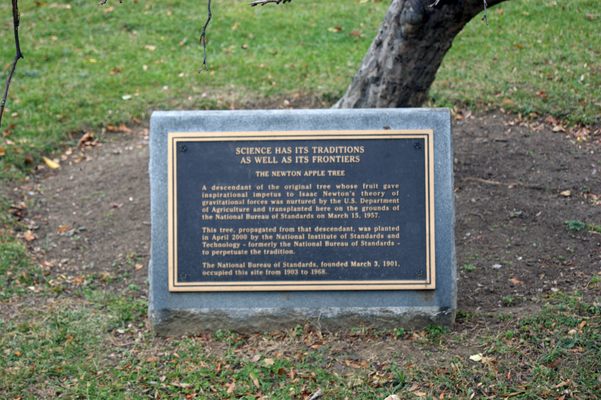 SCIENCE HAS ITS TRADITIONS
AS WELL AS ITS FRONTIERS
THE NEWTON APPLE TREE
A descendant of the original tree whose fruit gave
inspirational impetus to Isaac Newton's theory of
gravitational forces was nurtured by the U.S. Department
of Agriculture and transplanted here on the grounds of
the National Bureau of Standards on March 15, 1957.
This tree, propagated from that descendant, was planted
in April 2000 by the National Institute of Standards and
Technology - formerly the National Bureau of Standards -
to perpetuate the tradition.
The National Bureau of Standards, founded March 3, 1901,
occupied this site from 1903 to 1968.